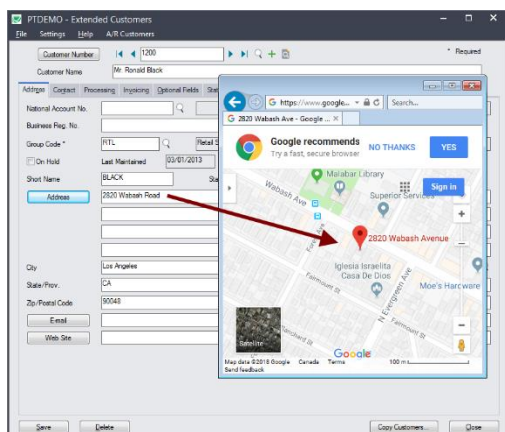 PTDEMO - Extended Customers
File Settings Help A/R Customers
Customer Number 1200 * Required
Customer Name Mr. Ronald Black
Address Contact Processing Invoicing Optional Fields
National Account No.
Business Reg. No.
Group Code * RTL Retail S
On Hold Last Maintained 03/01/2013
Short Name BLACK
Address 2820 Wabash Road
City Los Angeles
State/Prov. CA
Zip/Postal Code 90048
Email
Web Site
Save Delete Copy Customers... Close
https://www.google... Search...
2820 Wabash Ave - Google ...
Google recommends
Try a fast, secure browser
NO THANKS YES
Malabar Library
Wabash Ave
Superior Services
Sign in
2820 Wabash Avenue
Iglesia Israelita
Casa De Dios
Moe's Hardware
Fairmount St
N Evergreen Ave
Fairmount St
Satellite
Google
Map data ©2018 Google Canada Terms 100 m
Send feedback